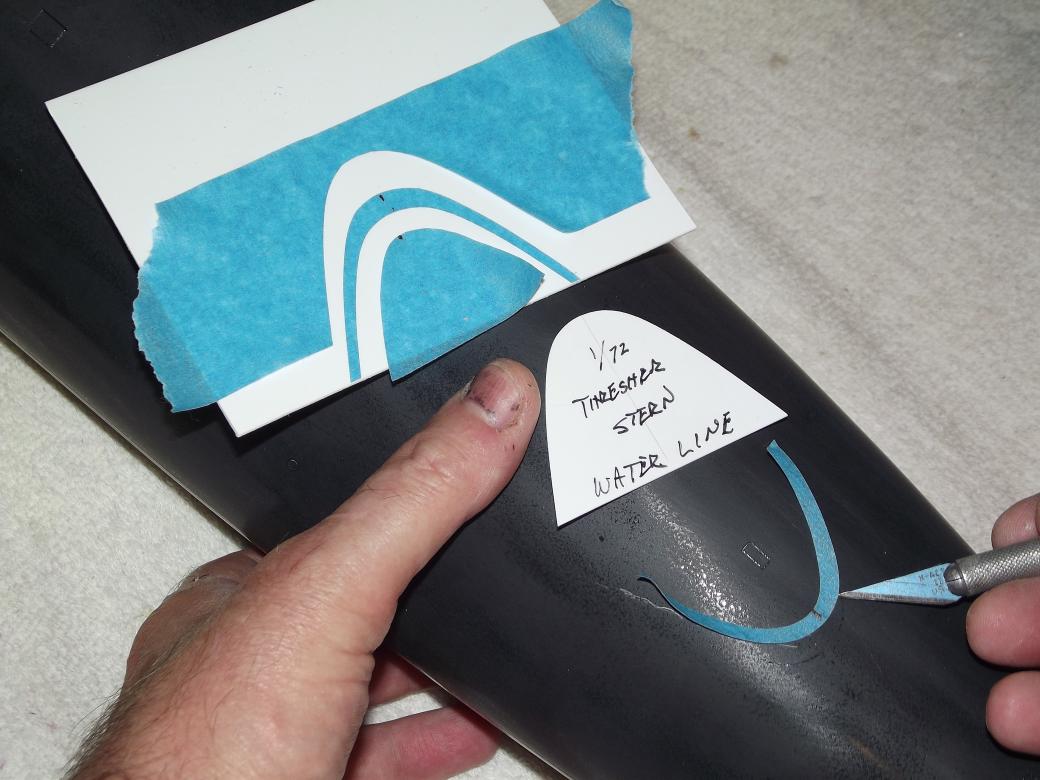 1/72
THRESHER
STERN
WATER LINE